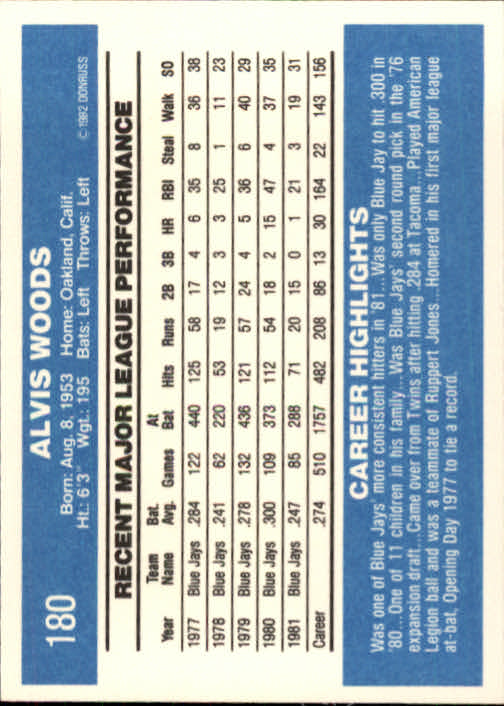 180
ALVIS WOODS
Born: Aug. 8, 1953 Home: Oakland, Calif.
Ht.: 6'3" Wgt.: 195 Bats: Left Throws: Left
©1982 DONRUSS
RECENT MAJOR LEAGUE PERFORMANCE
Year Team Name Bat. Avg. Games At Bat Hits Runs 2B 3B HR RBI Steal Walk SO
1977 Blue Jays .284 122 440 125 58 17 4 6 35 8 36 38
1978 Blue Jays .241 62 220 53 19 12 3 3 25 1 11 23
1979 Blue Jays .278 132 436 121 57 24 4 5 36 6 40 29
1980 Blue Jays .300 109 373 112 54 18 2 15 47 4 37 35
1981 Blue Jays .247 85 288 71 20 15 0 1 21 3 19 31
Career .274 510 1757 482 208 86 13 30 164 22 143 156
CAREER HIGHLIGHTS
Was one of Blue Jays' more consistent hitters in '81...Was only Blue Jay to hit .300 in
'80...One of 11 children in his family...Was Blue Jays' second round pick in the '76
expansion draft...Came over from Twins after hitting .284 at Tacoma...Played American
Legion ball and was a teammate of Ruppert Jones...Homered in his first major league
at-bat, Opening Day 1977 to tie a record.